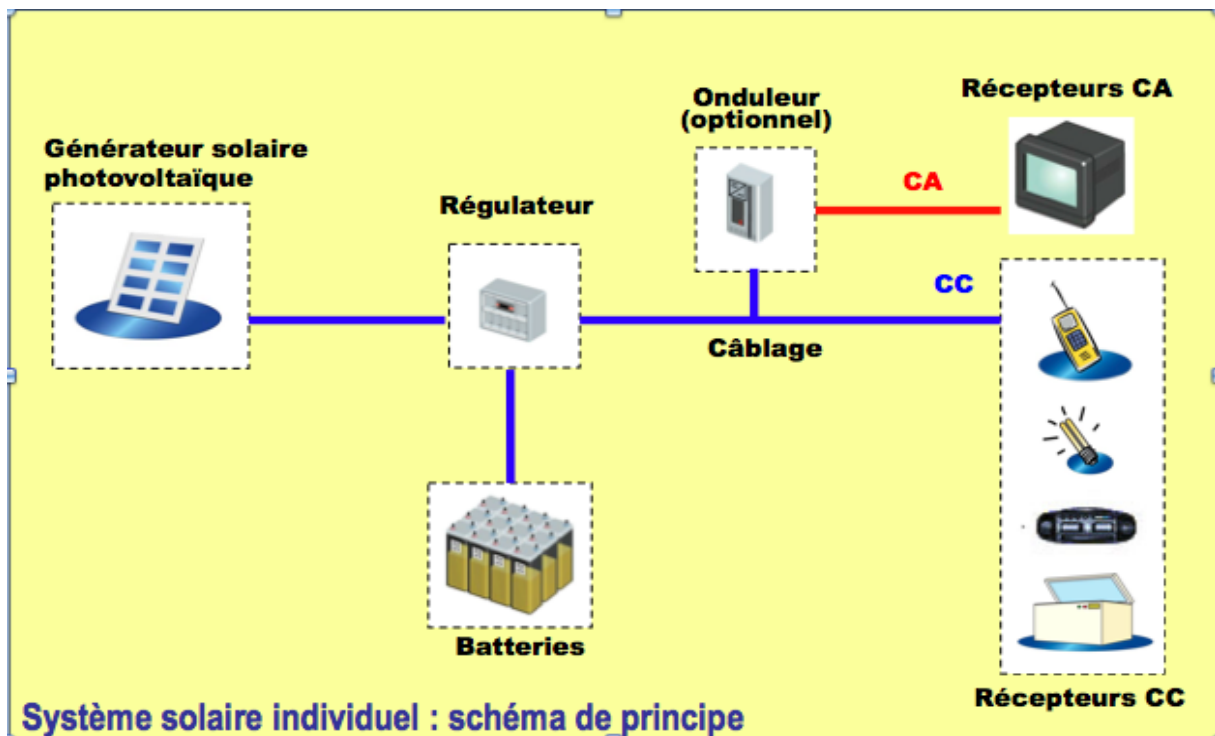 Onduleur
(optionnel)
Récepteurs CA
Générateur solaire
photovoltaïque
Régulateur
CA
CC
Câblage
Batteries
Récepteurs CC
Système solaire individuel : schéma de principe